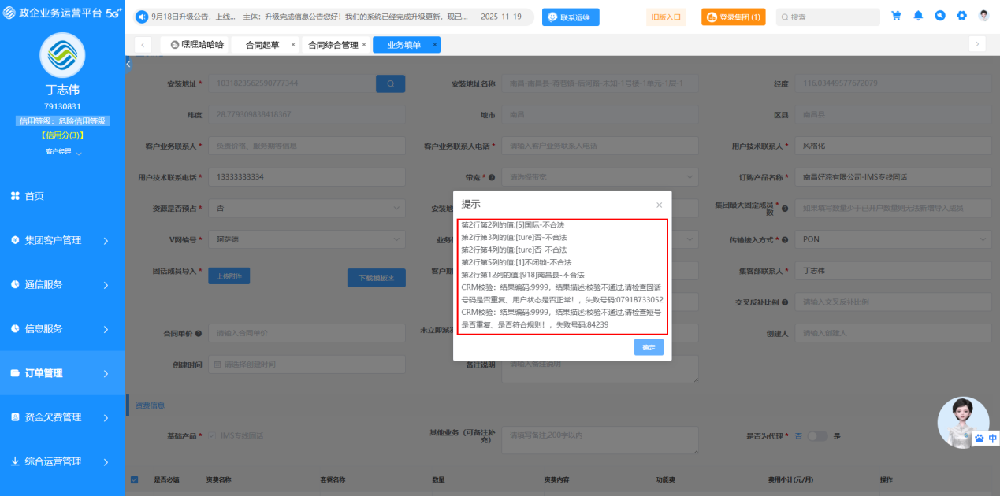 政企业务运营平台 5G
9月18日升级公告，上线... 主体：升级完成信息公告您好！我们的系统已经完成升级更新，现已... 2025-11-19
联系运维
旧版入口
登录集团 (1)
搜索
嘿嘿哈哈哈
合同起草 ×
合同综合管理 ×
业务填单 ×
丁志伟
79130831
信用等级：危险信用等级
【信用分(3)】
客户经理
首页
集团客户管理
通信服务
信息服务
订单管理
资金欠费管理
综合运营管理
安装地址 * 1031823562590777344
安装地址名称
经度 116.03449577672079
纬度 28.779309838418367
地市 南昌
区县 南昌县
客户业务联系人 * 负责价格、服务期等信息
客户业务联系人电话 * 请输入客户业务联系人电话
用户技术联系人 * 风格化一
用户技术联系电话 * 13333333334
带宽 * 请选择带宽
订购产品名称 * 南昌好凉有限公司-IMS专线固话
资源是否预占 * 否
安装地
集团最大固定成员数 * 如果填写数量少于已开户数量则无法新增导入成员
V网编号 * 阿萨德
业务
传输接入方式 * PON
固话成员导入 * 上传附件 下载模板
客户期
集客部联系人 * 丁志伟
交叉反补比例 请输入交叉反补比例
合同单价 请输入合同单价
未立即派
创建人 请输入创建人
创建时间 请选择创建时间
备注说明 请输入备注说明
提示 ×
第2行第2列的值:[5]国际-不合法
第2行第3列的值:[ture]否-不合法
第2行第4列的值:[ture]否-不合法
第2行第5列的值:[1]不闭锁-不合法
第2行第12列的值:[918]南昌县-不合法
CRM校验：结果编码:9999，结果描述:校验不通过,请检查固话
号码是否重复、用户状态是否正常！，失败号码:07918733052
CRM校验：结果编码:9999，结果描述:校验不通过,请检查短号
是否重复、是否符合规则！，失败号码:84239
确定
资费信息
基础产品 * IMS专线固话
其他业务（可备注补充） 请填写备注,200字以内
是否为代理 * 否 是
是否必填 资费名称 套餐名称 数量 资费内容 功能费 费用小计(元/月) 操作
中